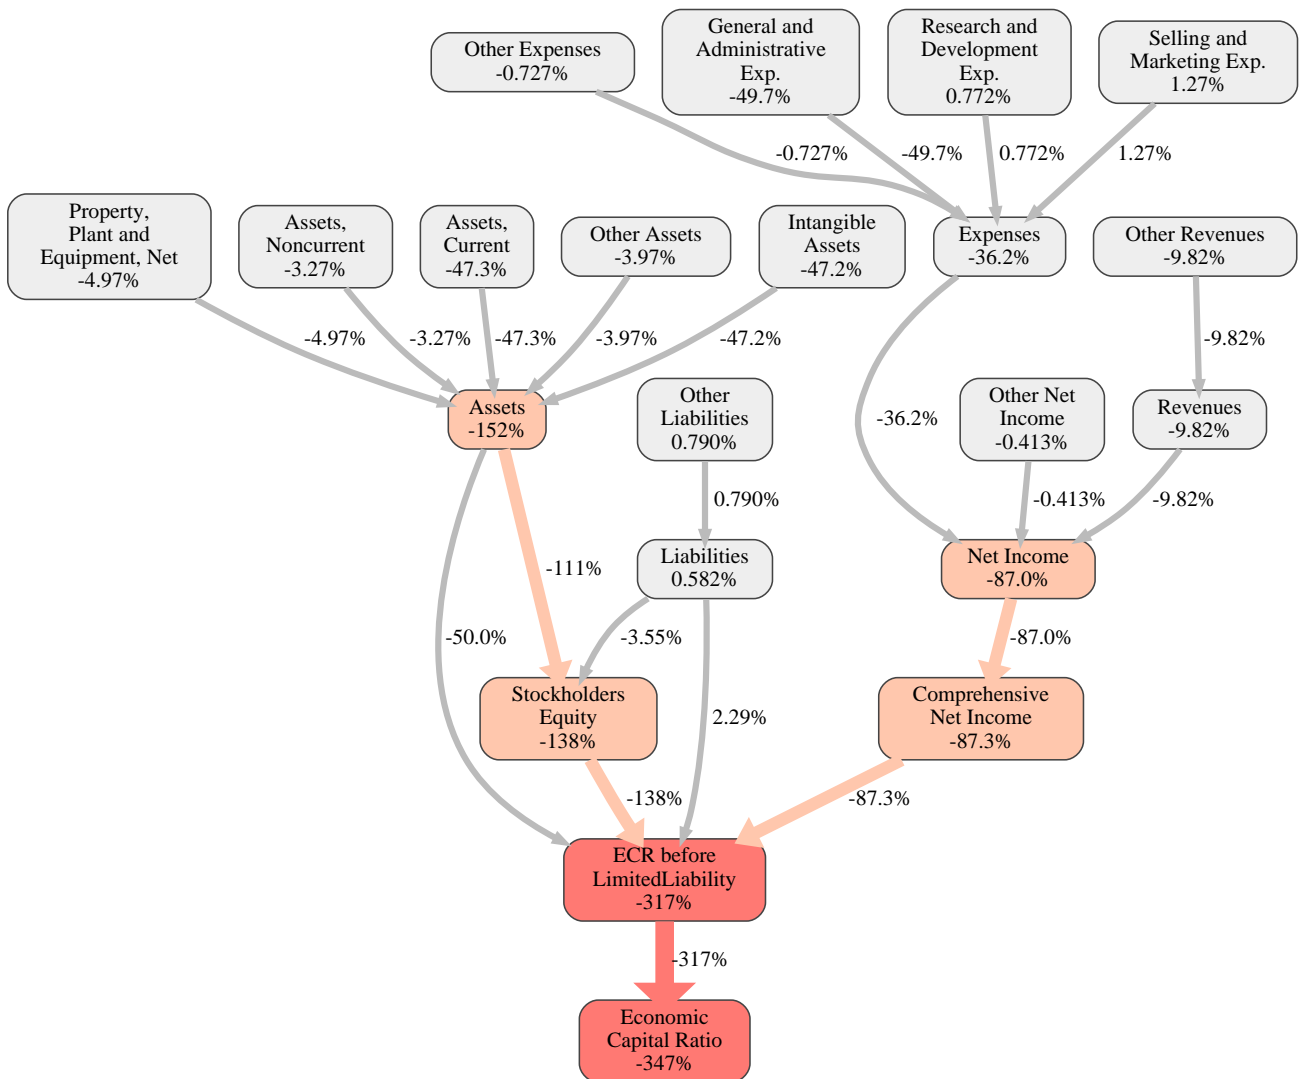 Other Expenses
-0.727%
General and
Administrative
Exp.
-49.7%
Research and
Development
Exp.
0.772%
Selling and
Marketing Exp.
1.27%
-0.727%
-49.7%
0.772%
1.27%
Property,
Plant and
Equipment, Net
-4.97%
Assets,
Noncurrent
-3.27%
Assets,
Current
-47.3%
Other Assets
-3.97%
Intangible
Assets
-47.2%
Expenses
-36.2%
Other Revenues
-9.82%
-4.97%
-3.27%
-47.3%
-3.97%
-47.2%
-9.82%
Assets
-152%
Other
Liabilities
0.790%
-36.2%
Other Net
Income
-0.413%
Revenues
-9.82%
0.790%
-0.413%
-9.82%
-111%
Liabilities
0.582%
Net Income
-87.0%
-50.0%
-3.55%
-87.0%
Stockholders
Equity
-138%
2.29%
Comprehensive
Net Income
-87.3%
-138%
-87.3%
ECR before
LimitedLiability
-317%
-317%
Economic
Capital Ratio
-347%